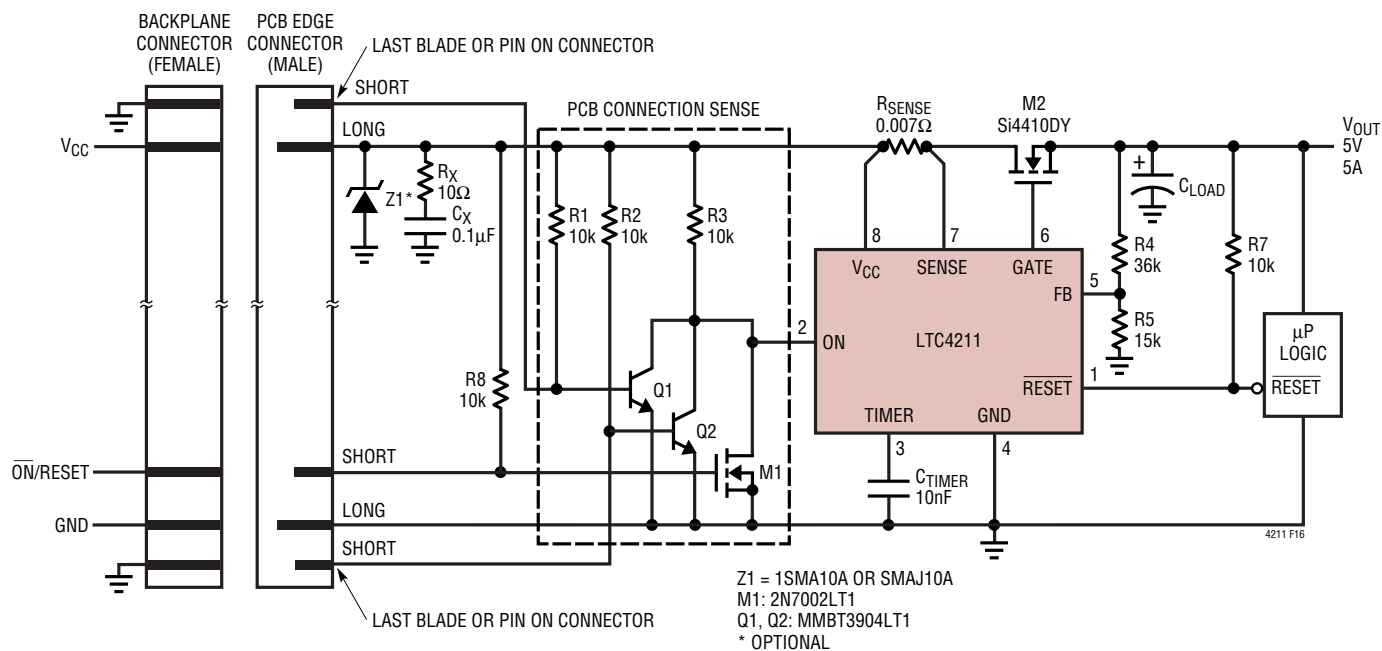 BACKPLANE
CONNECTOR
(FEMALE)
PCB EDGE
CONNECTOR
(MALE)
LAST BLADE OR PIN ON CONNECTOR
SHORT
PCB CONNECTION SENSE
RSENSE
0.007Ω
M2
Si4410DY
VOUT
5V
5A
LONG
VCC
Z1*
RX
10Ω
CX
0.1µF
R1
10k
R2
10k
R3
10k
+
CLOAD
8
7
6
VCC
SENSE
GATE
R4
36k
R7
10k
5
FB
R5
15k
2
ON
LTC4211
µP
LOGIC
RESET
R8
10k
Q1
RESET
1
Q2
TIMER
GND
3
4
ON/RESET
SHORT
M1
CTIMER
10nF
GND
LONG
SHORT
4211 F16
LAST BLADE OR PIN ON CONNECTOR
Z1 = 1SMA10A OR SMAJ10A
M1: 2N7002LT1
Q1, Q2: MMBT3904LT1
* OPTIONAL